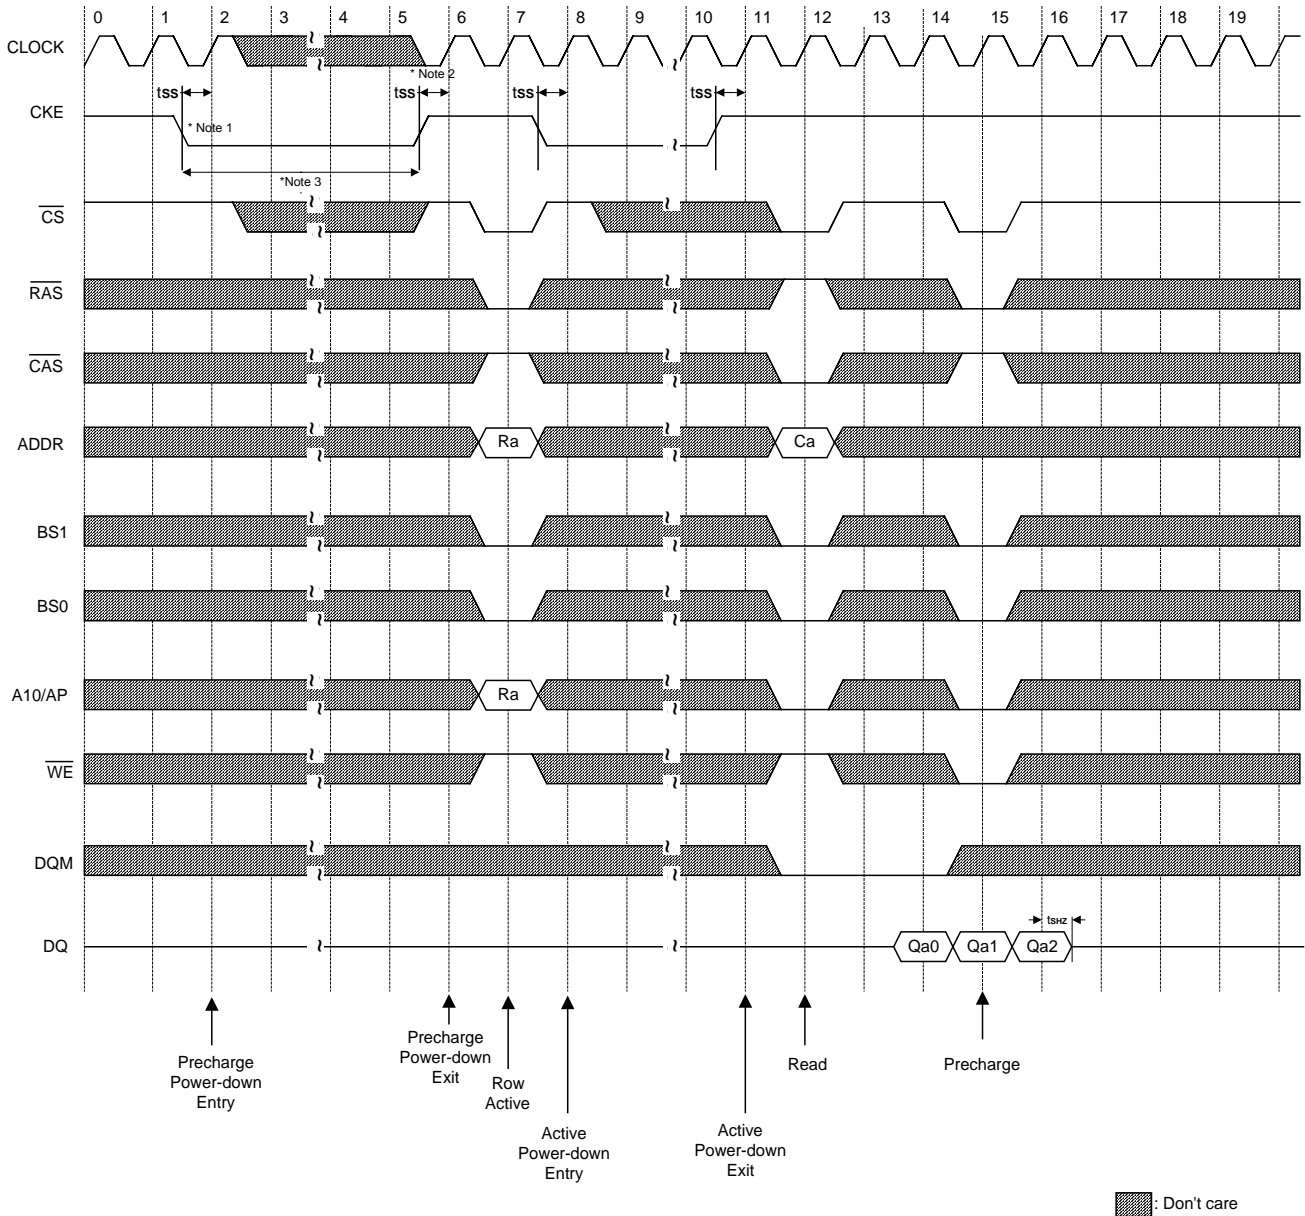 0 1 2 3 4 5 6 7 8 9 10 11 12 13 14 15 16 17 18 19
CLOCK
* Note 2
tss tss tss tss
CKE
* Note 1
*Note 3
CS
RAS
CAS
ADDR Ra Ca
BS1
BS0
A10/AP Ra
WE
DQM
tSHZ
DQ Qa0 Qa1 Qa2
Precharge
Power-down
Entry
Precharge
Power-down
Exit
Row
Active
Active
Power-down
Entry
Active
Power-down
Exit
Read
Precharge
: Don't care